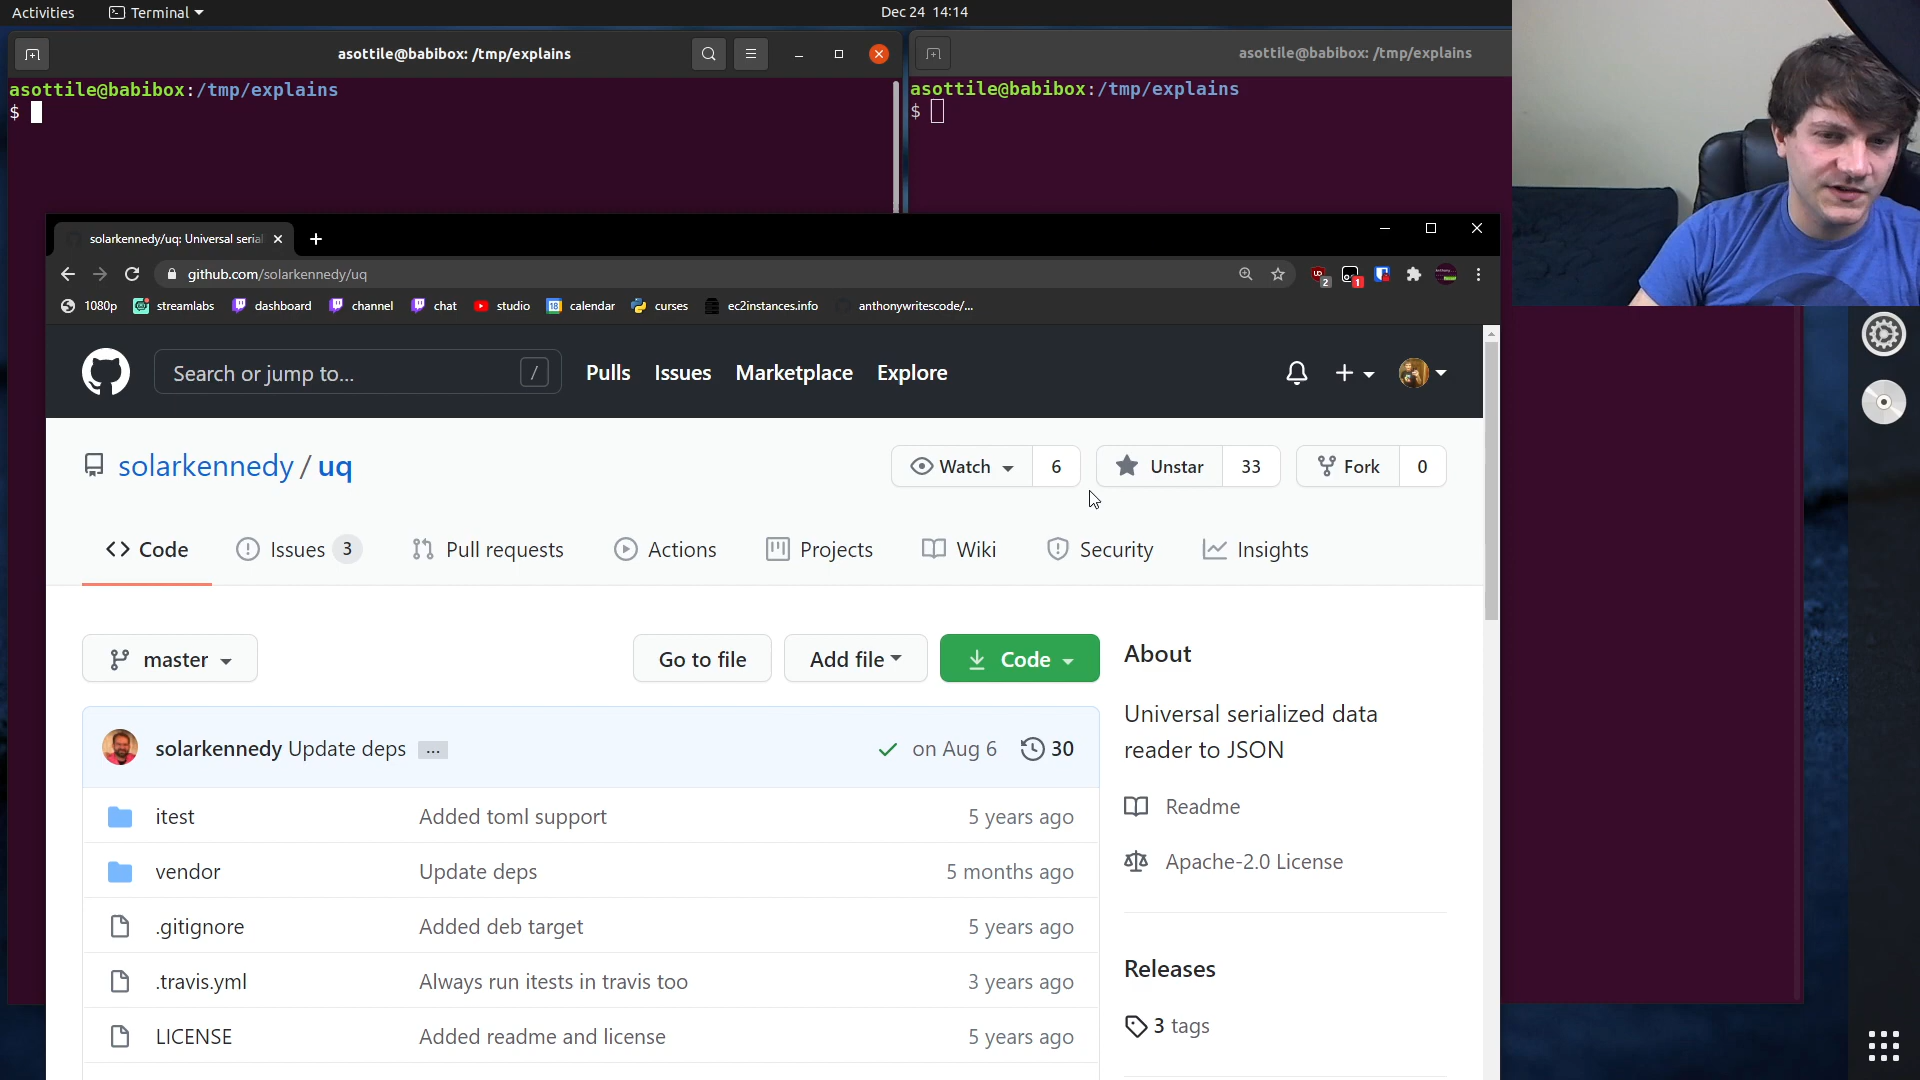 Activities
Terminal
Dec 24 14:14
asottile@babibox: /tmp/explains
asottile@babibox: /tmp/explains
asottile@babibox:/tmp/explains
$
asottile@babibox:/tmp/explains
$
solarkennedy/uq: Universal seria
github.com/solarkennedy/uq
2
1
1080p
streamlabs
dashboard
channel
chat
studio
18
calendar
curses
ec2instances.info
anthonywritescode/...
Search or jump to...
/
Pulls
Issues
Marketplace
Explore
solarkennedy / uq
Watch
6
Unstar
33
Fork
0
Code
Issues 3
Pull requests
Actions
Projects
Wiki
Security
Insights
master
Go to file
Add file
Code
About
Universal serialized data
reader to JSON
solarkennedy Update deps ...
on Aug 6
30
itest
Added toml support
5 years ago
Readme
vendor
Update deps
5 months ago
Apache-2.0 License
.gitignore
Added deb target
5 years ago
Releases
.travis.yml
Always run itests in travis too
3 years ago
3 tags
LICENSE
Added readme and license
5 years ago